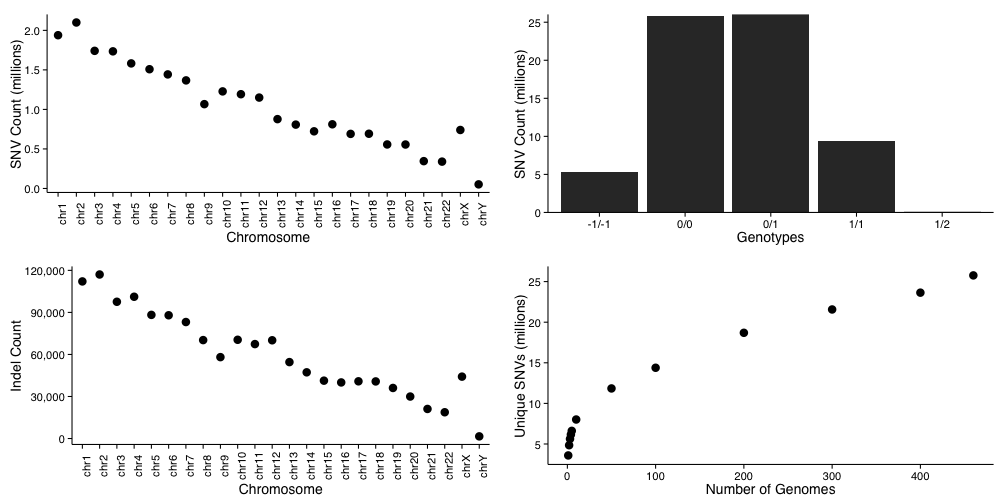 SNV Count (millions)
2.0
1.5
1.0
0.5
0.0
chr1 chr2 chr3 chr4 chr5 chr6 chr7 chr8 chr9 chr10 chr11 chr12 chr13 chr14 chr15 chr16 chr17 chr18 chr19 chr20 chr21 chr22 chrX chrY
Chromosome
SNV Count (millions)
25
20
15
10
5
0
-1/-1 0/0 0/1 1/1 1/2
Genotypes
Indel Count
120,000
90,000
60,000
30,000
0
chr1 chr2 chr3 chr4 chr5 chr6 chr7 chr8 chr9 chr10 chr11 chr12 chr13 chr14 chr15 chr16 chr17 chr18 chr19 chr20 chr21 chr22 chrX chrY
Chromosome
Unique SNVs (millions)
25
20
15
10
5
0 100 200 300 400
Number of Genomes